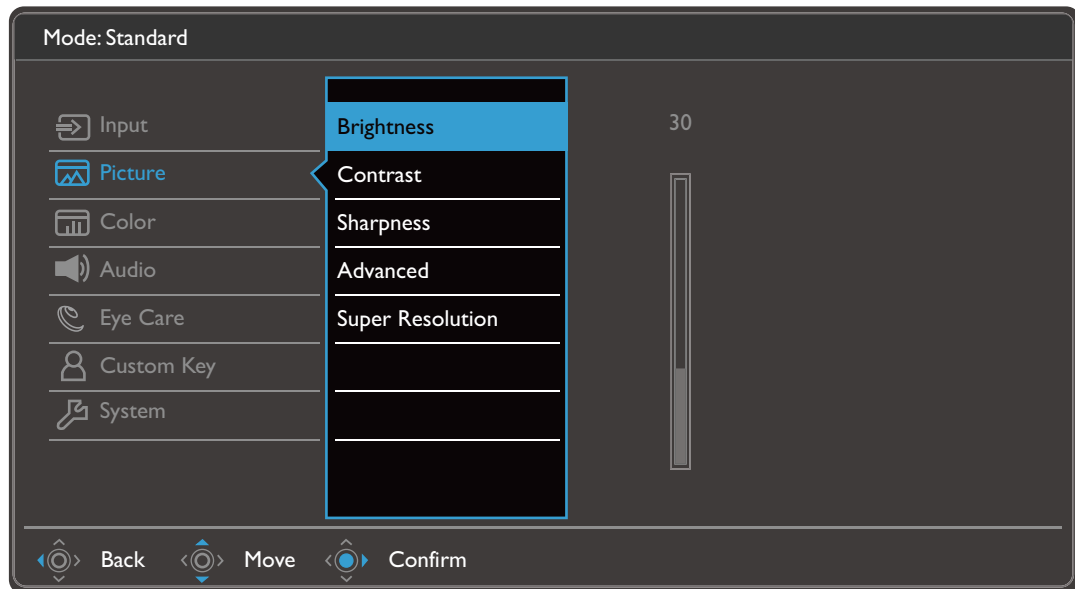 Mode: Standard
Input
Picture
Color
Audio
Eye Care
Custom Key
System
Brightness
Contrast
Sharpness
Advanced
Super Resolution
30
Back Move Confirm